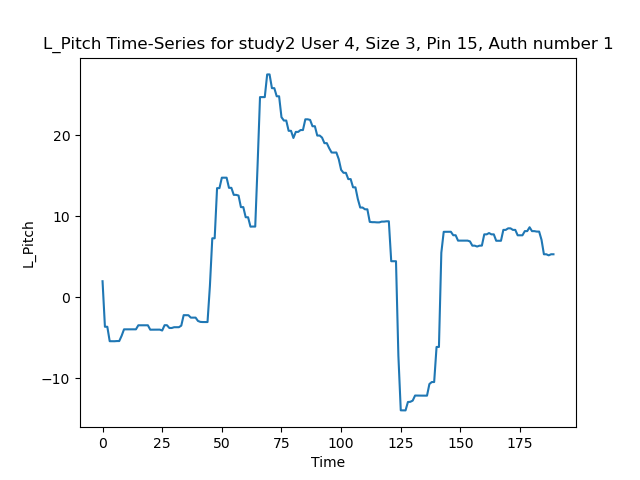 L_Pitch Time-Series for study2 User 4, Size 3, Pin 15, Auth number 1
20
10
0
−10
L_Pitch
0 25 50 75 100 125 150 175
Time